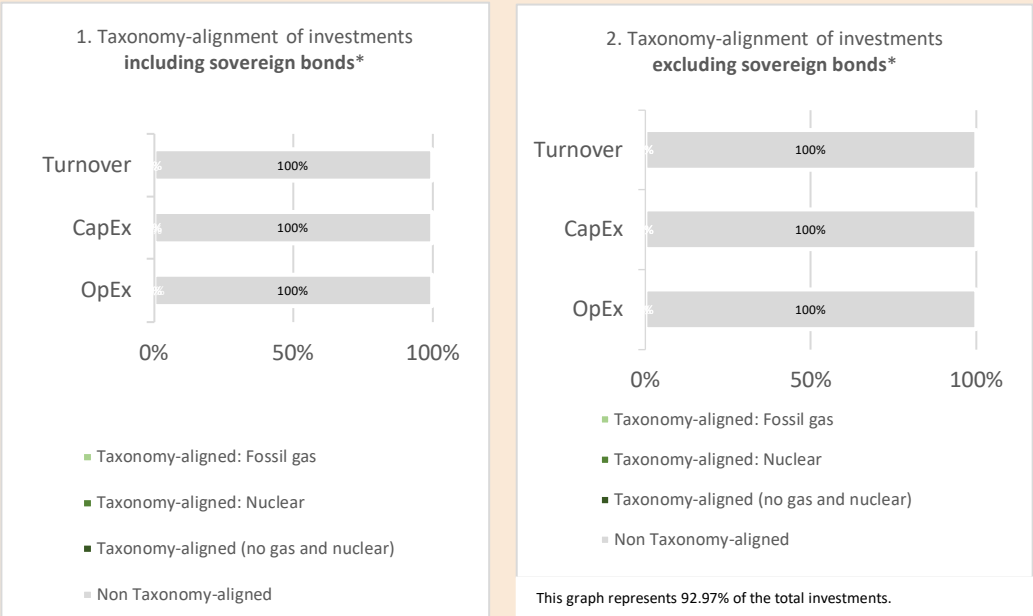 1. Taxonomy-alignment of investments
including sovereign bonds*
Turnover
100%
CapEx
100%
OpEx
100%
0%
50%
100%
Taxonomy-aligned: Fossil gas
Taxonomy-aligned: Nuclear
Taxonomy-aligned (no gas and nuclear)
Non Taxonomy-aligned
2. Taxonomy-alignment of investments
excluding sovereign bonds*
Turnover
100%
CapEx
100%
OpEx
100%
0%
50%
100%
Taxonomy-aligned: Fossil gas
Taxonomy-aligned: Nuclear
Taxonomy-aligned (no gas and nuclear)
Non Taxonomy-aligned
This graph represents 92.97% of the total investments.